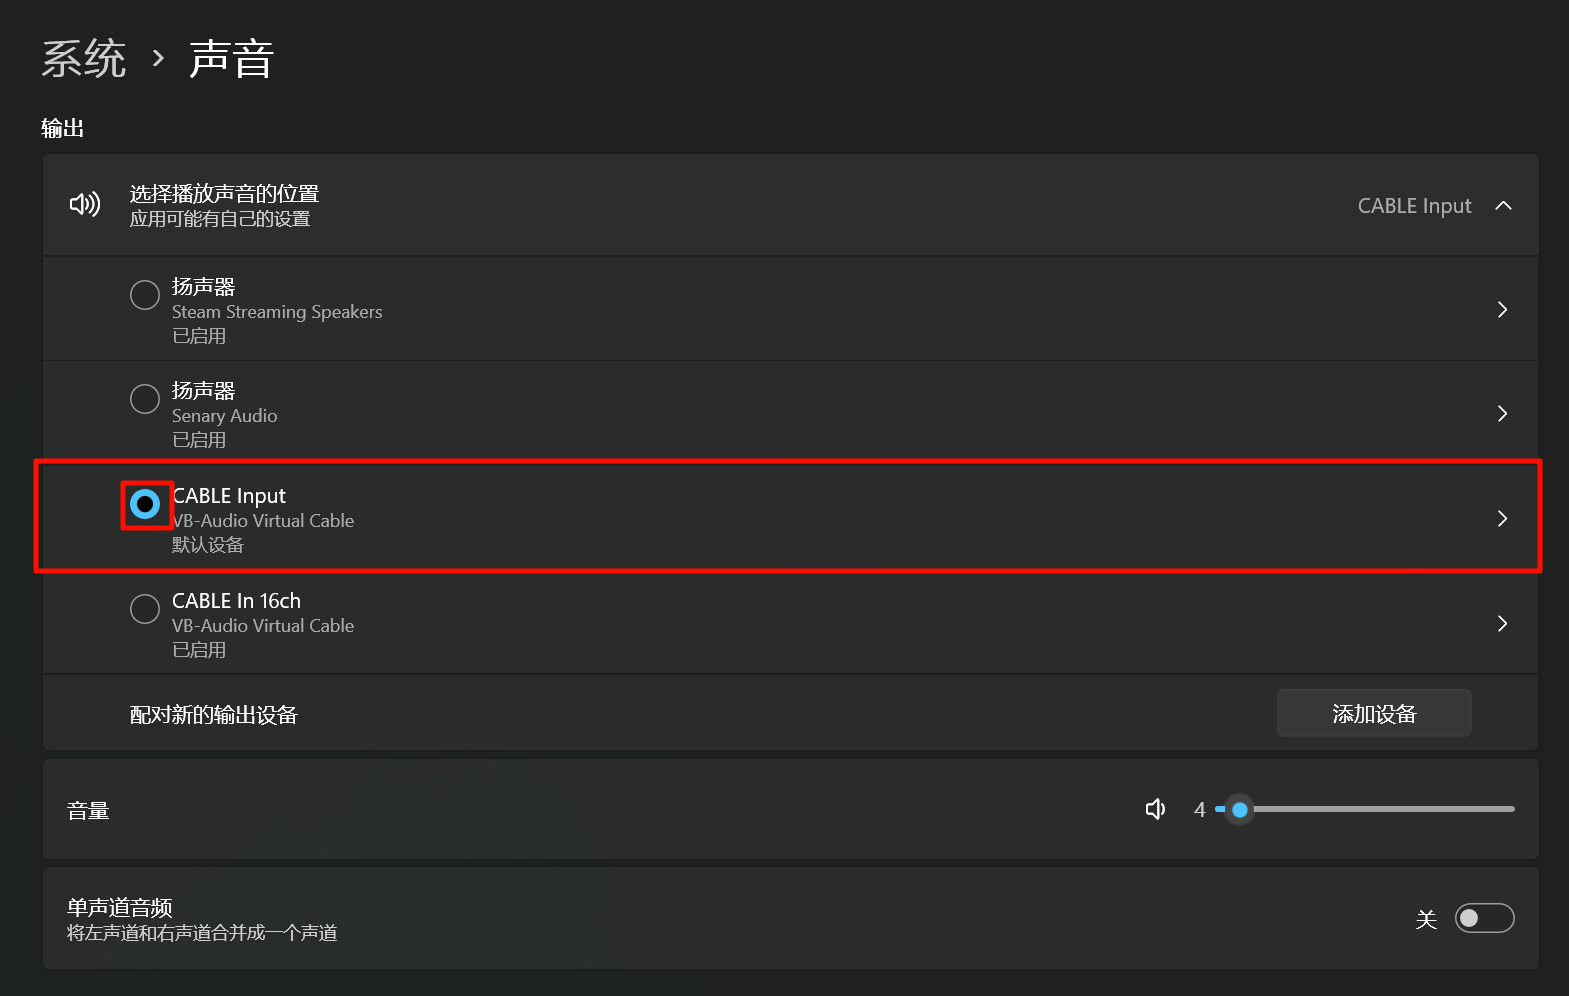 系统 › 声音
输出
选择播放声音的位置
应用可能有自己的设置
CABLE Input
扬声器
Steam Streaming Speakers
已启用
扬声器
Senary Audio
已启用
CABLE Input
VB-Audio Virtual Cable
默认设备
CABLE In 16ch
VB-Audio Virtual Cable
已启用
配对新的输出设备
添加设备
音量
4
单声道音频
将左声道和右声道合并成一个声道
关